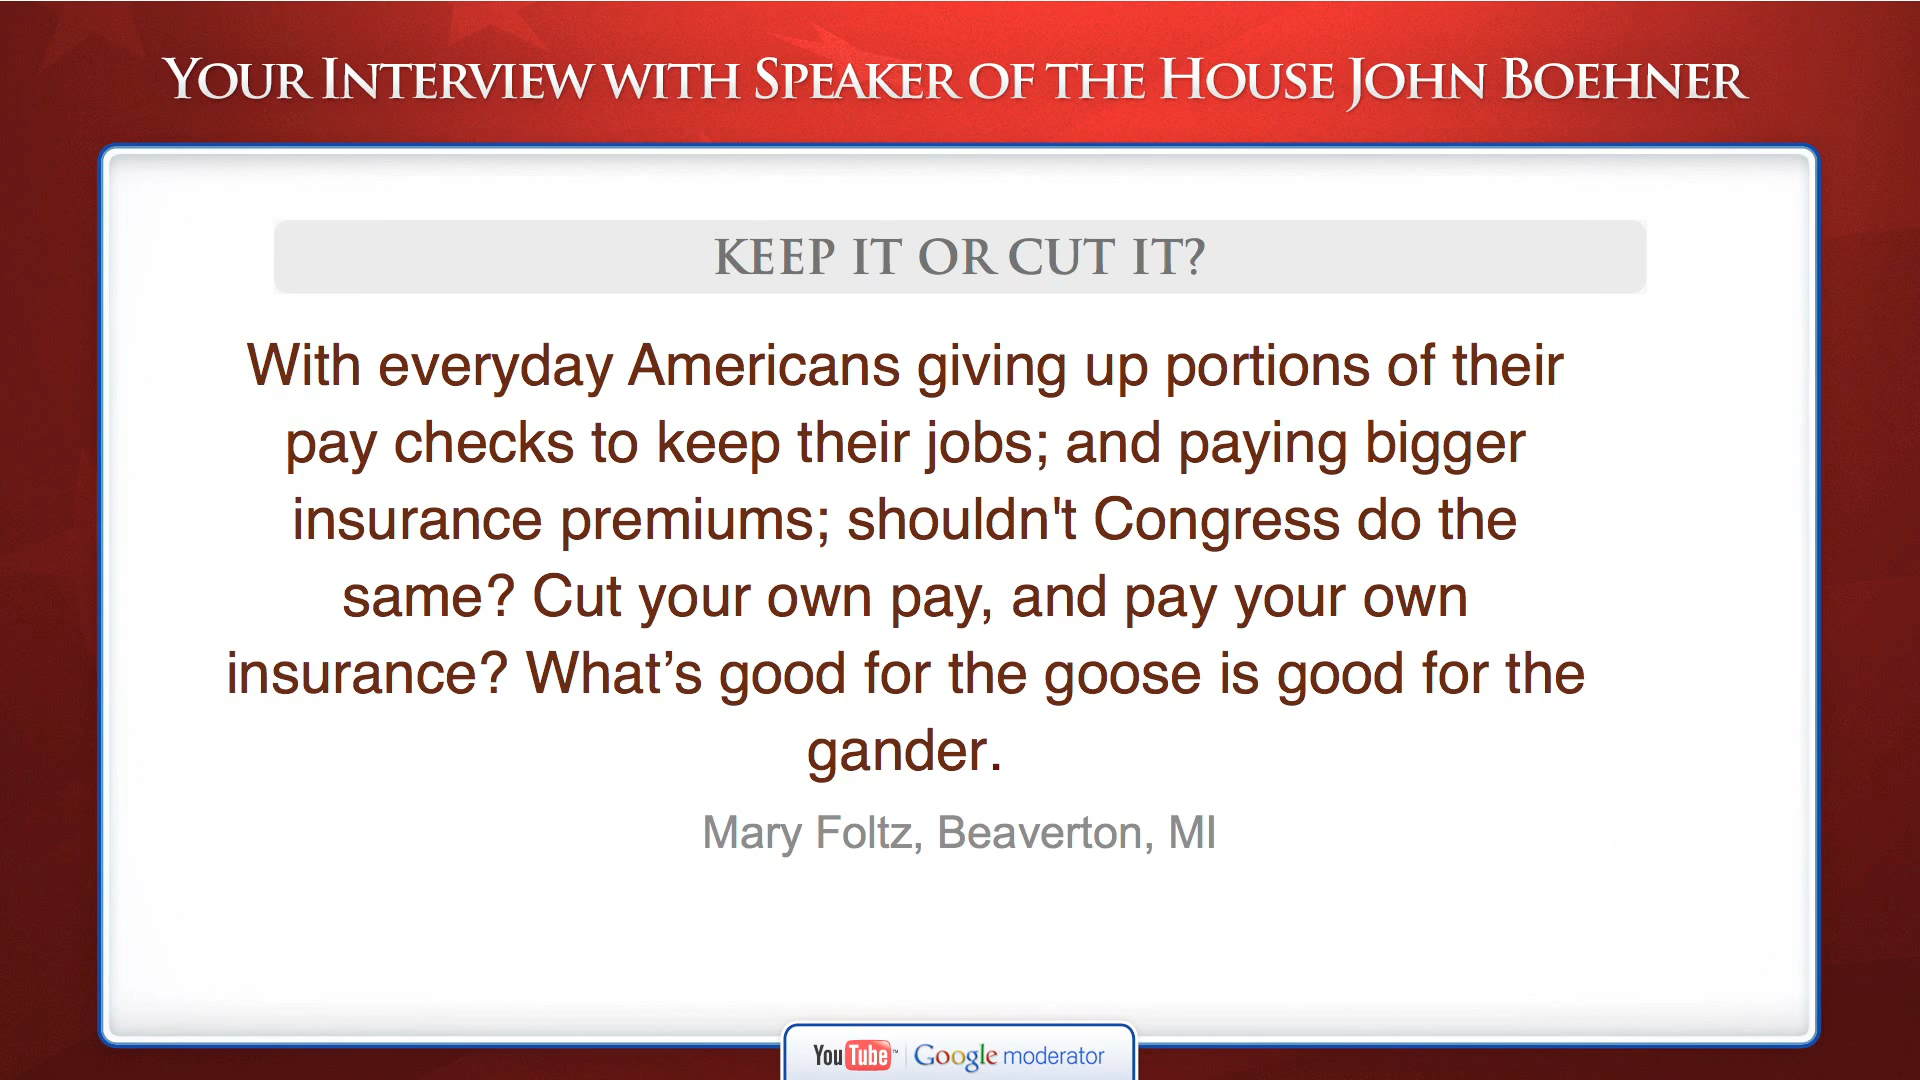 YOUR INTERVIEW WITH SPEAKER OF THE HOUSE JOHN BOEHNER
KEEP IT OR CUT IT?
With everyday Americans giving up portions of their
pay checks to keep their jobs; and paying bigger
insurance premiums; shouldn't Congress do the
same? Cut your own pay, and pay your own
insurance? What’s good for the goose is good for the
gander.
Mary Foltz, Beaverton, MI
YouTube™ Google moderator